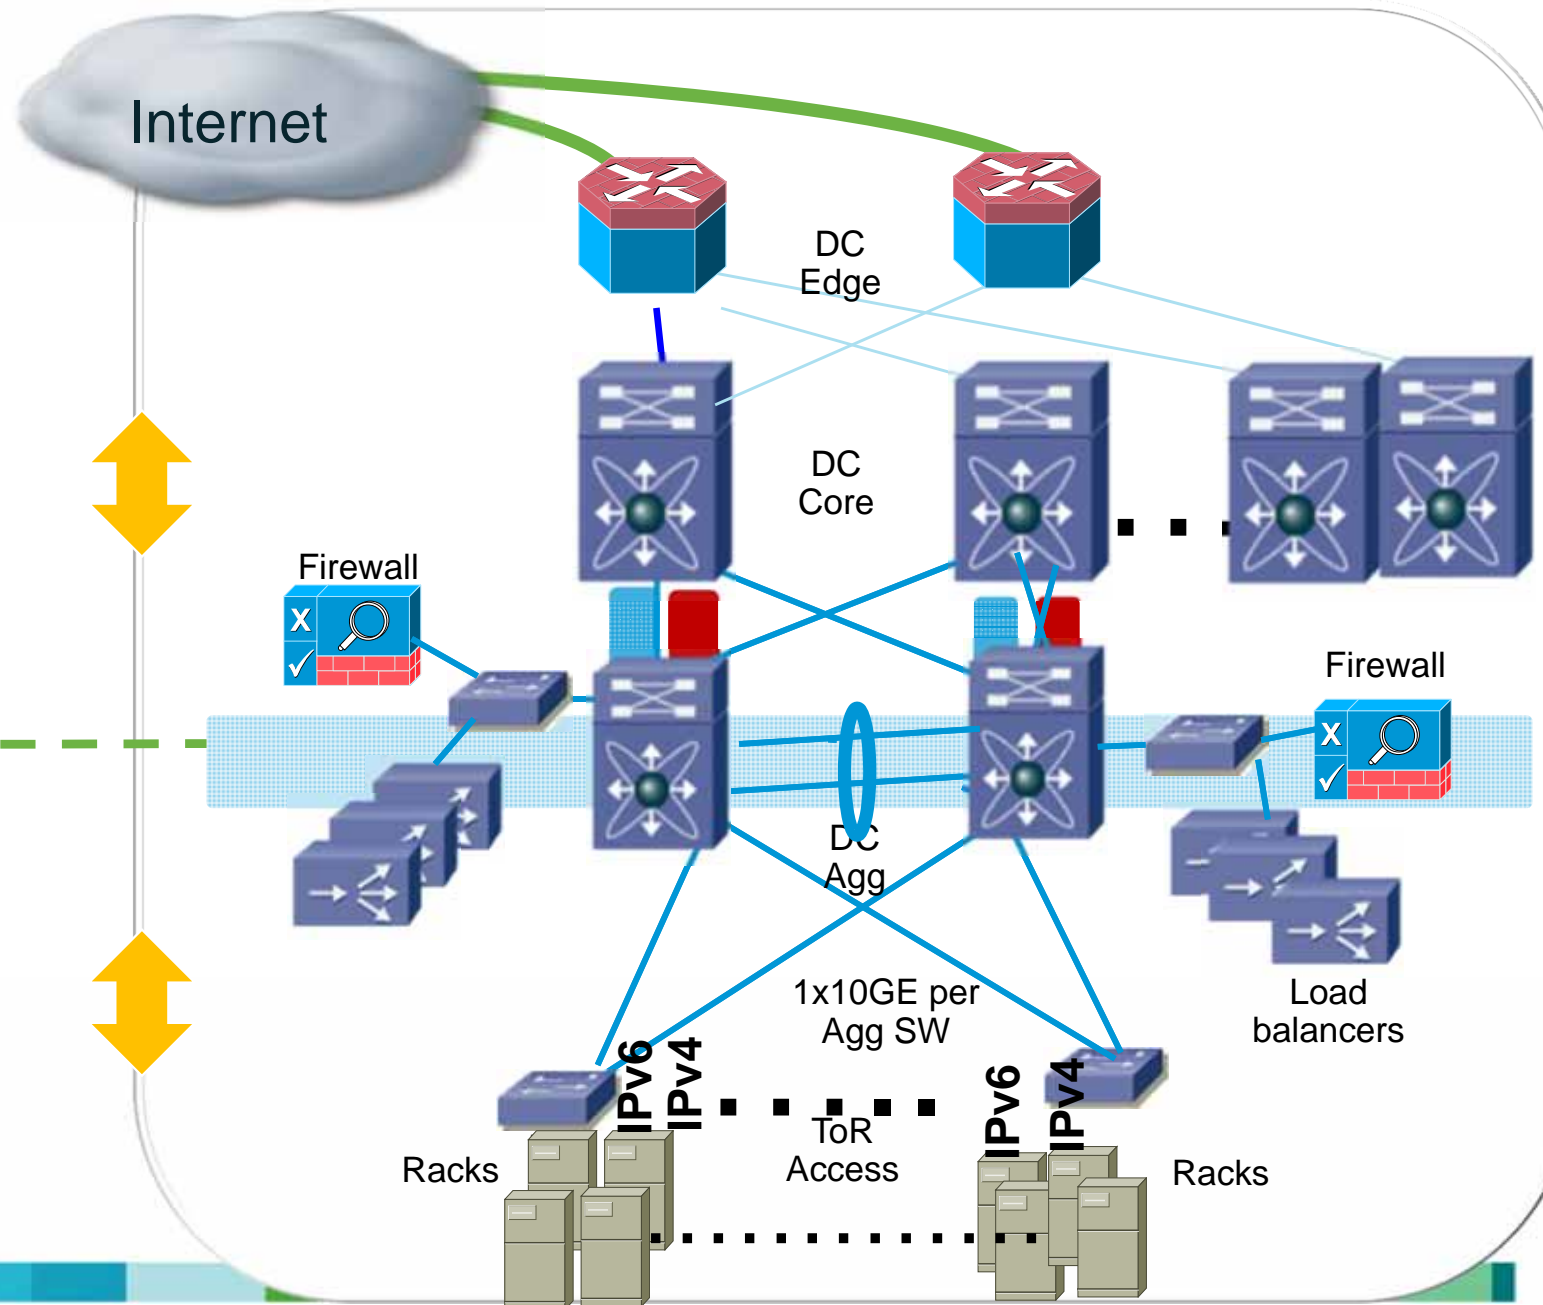 Internet
DC
Edge
DC
Core
Firewall
X
Firewall
X
DC
Agg
1x10GE per
Agg SW
Load
balancers
IPv6
IPv4
IPv6
IPv4
ToR
Access
Racks
Racks